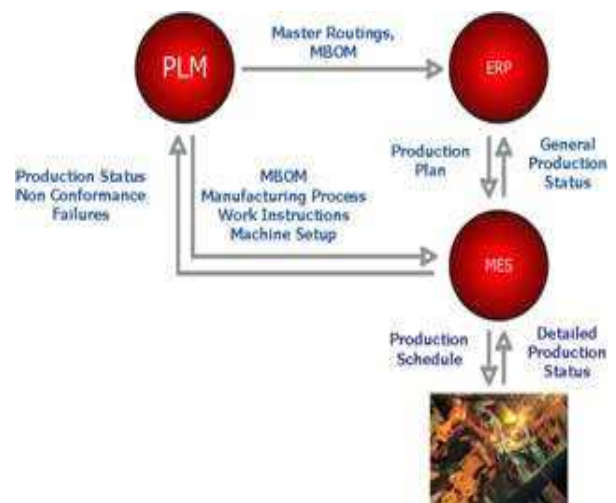 PLM
Master Routings,
MBOM
ERP
Production Status
Non Conformance
Failures
MBOM
Manufacturing Process
Work Instructions
Machine Setup
Production
Plan
General
Production
Status
MES
Production
Schedule
Detailed
Production
Status